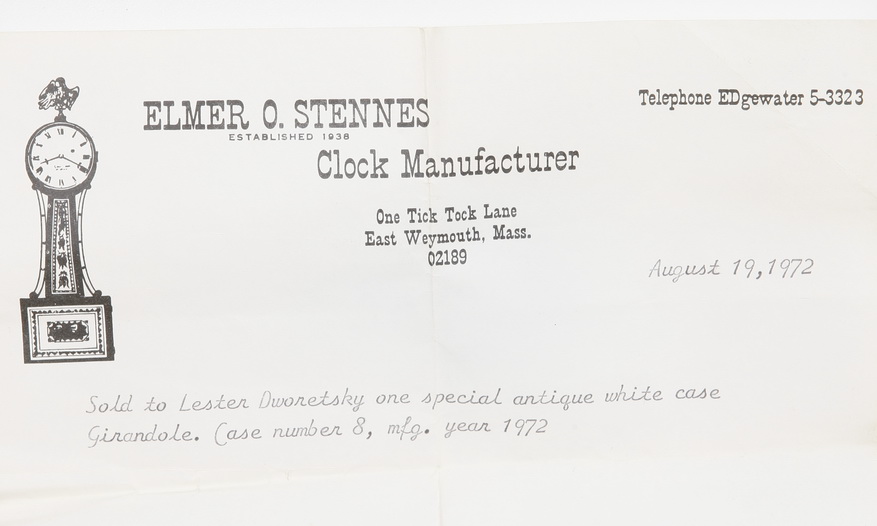 ELMER O. STENNES
Telephone EDgewater 5-3323
ESTABLISHED 1938
Clock Manufacturer
One Tick Tock Lane
East Weymouth, Mass.
02189
August 19, 1972
Sold to Lester Dworetsky one special antique white case
Girandole. Case number 8, mfg. year 1972